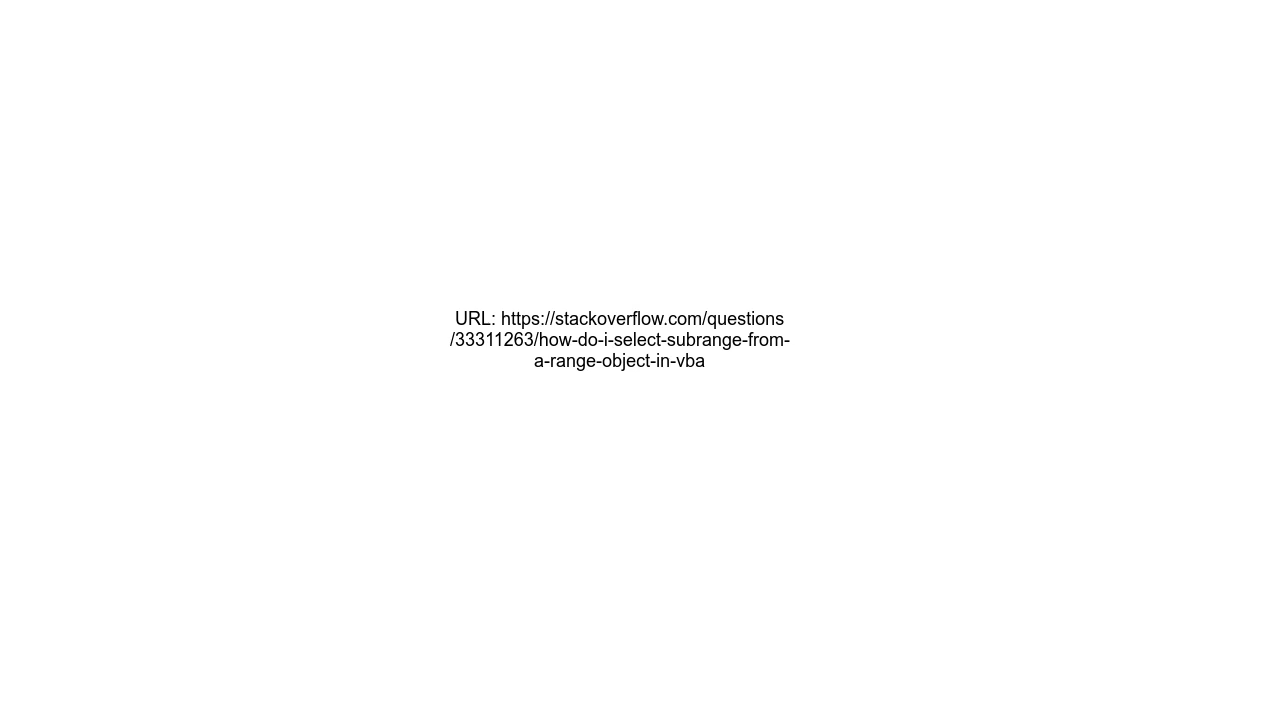 URL: https://stackoverflow.com/questions
/33311263/how-do-i-select-subrange-from-
a-range-object-in-vba